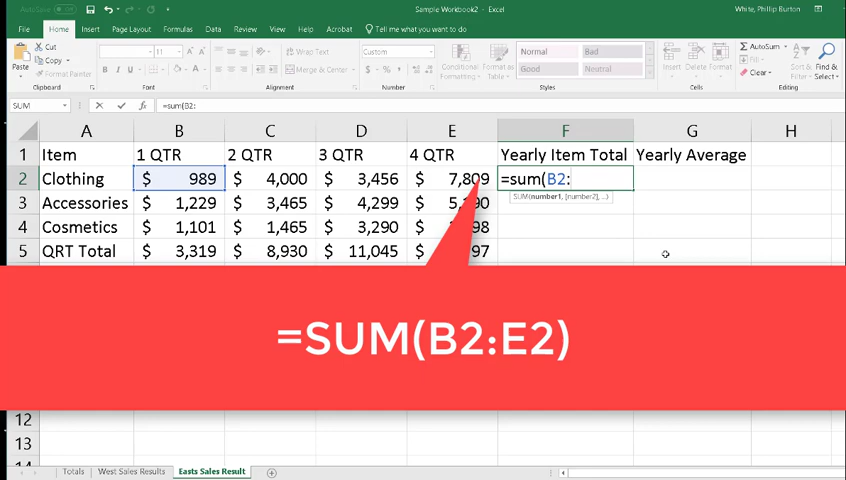 AutoSave Off Sample Workbook2 - Excel White, Phillip Burton
File Home Insert Page Layout Formulas Data Review View Help Acrobat Tell me what you want to do
Cut
Copy
Format Painter
Paste
Clipboard
11
B I U
Font
Wrap Text
Merge & Center
Alignment
Custom
$ % ,
Number
Conditional Formatting
Format as Table
Normal Bad
Good Neutral
Styles
Insert Delete Format
Cells
AutoSum
Fill
Clear
Find & Select
SUM =sum(B2:
A B C D E F G H
1 Item 1 QTR 2 QTR 3 QTR 4 QTR Yearly Item Total Yearly Average
2 Clothing $ 989 $ 4,000 $ 3,456 $ 7,809 =sum(B2:
SUM(number1, [number2], ...)
3 Accessories $ 1,229 $ 3,465 $ 4,299 $
4 Cosmetics $ 1,101 $ 1,465 $ 3,290 $ 98
5 QRT Total $ 3,319 $ 8,930 $ 11,045 $ 97
=SUM(B2:E2)
12
13
14
Totals West Sales Results Easts Sales Result